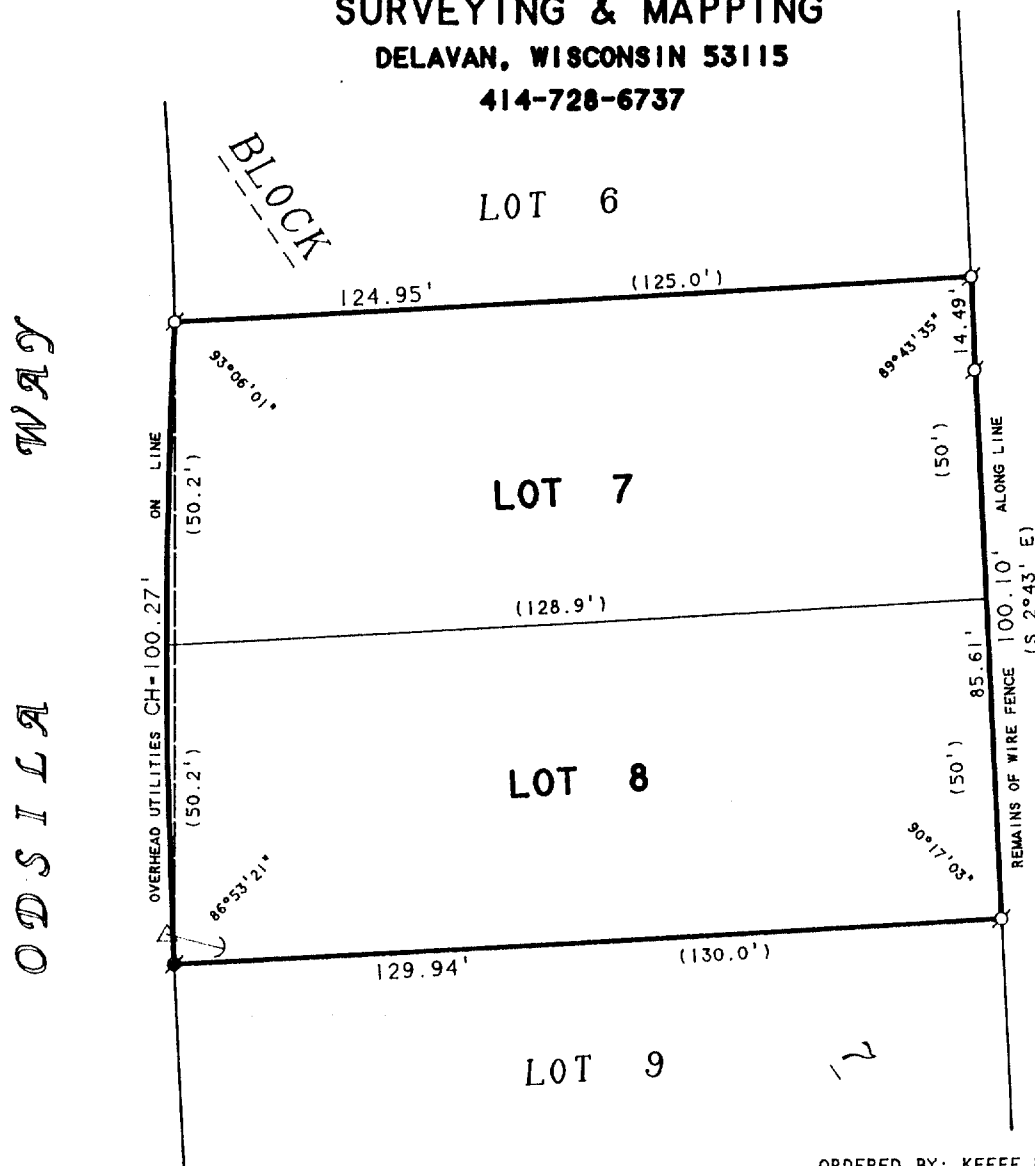 SURVEYING & MAPPING
DELAVAN, WISCONSIN 53115
414-728-6737
BLOCK
LOT 6
124.95'
(125.0')
93°06'01"
89°43'35"
14.49'
WAY
ON LINE
(50.2')
LOT 7
(50')
ALONG LINE
(128.9')
CH=100.27'
100.10'
(S 2°43' E)
85.61'
ODSILA
OVERHEAD UTILITIES
(50.2')
LOT 8
(50')
REMAINS OF WIRE FENCE
86°53'21"
90°17'03"
129.94'
(130.0')
LOT 9
ORDERED BY: KEEFE